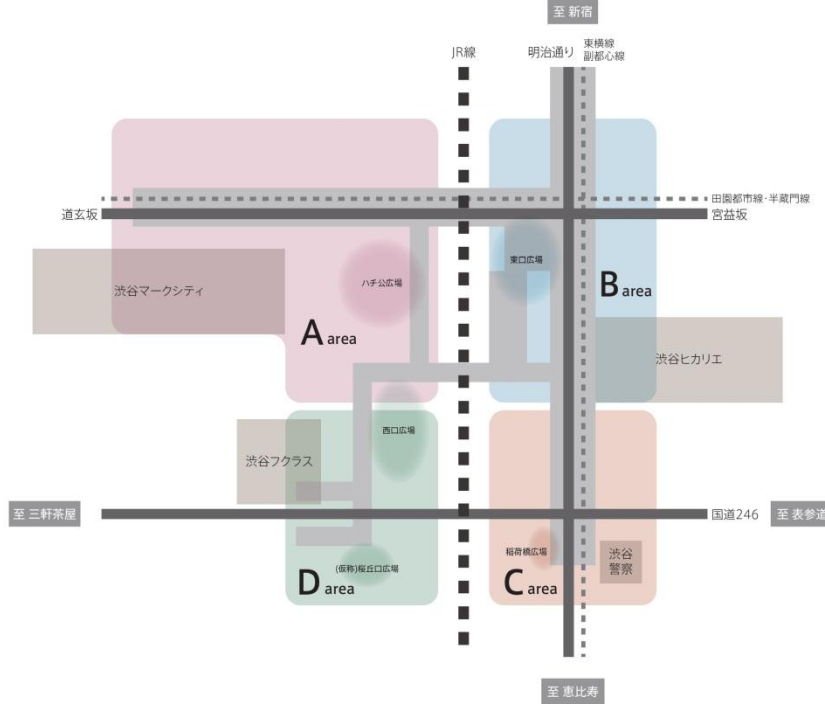 至 新宿
JR線
明治通り
東横線
副都心線
田園都市線・半蔵門線
道玄坂
宮益坂
東口広場
ハチ公広場
渋谷マークシティ
B area
A area
渋谷ヒカリエ
西口広場
渋谷フクラス
至 三軒茶屋
国道246
至 表参道
稲荷橋広場
渋谷
警察
(仮称)桜丘口広場
D area
C area
至 恵比寿